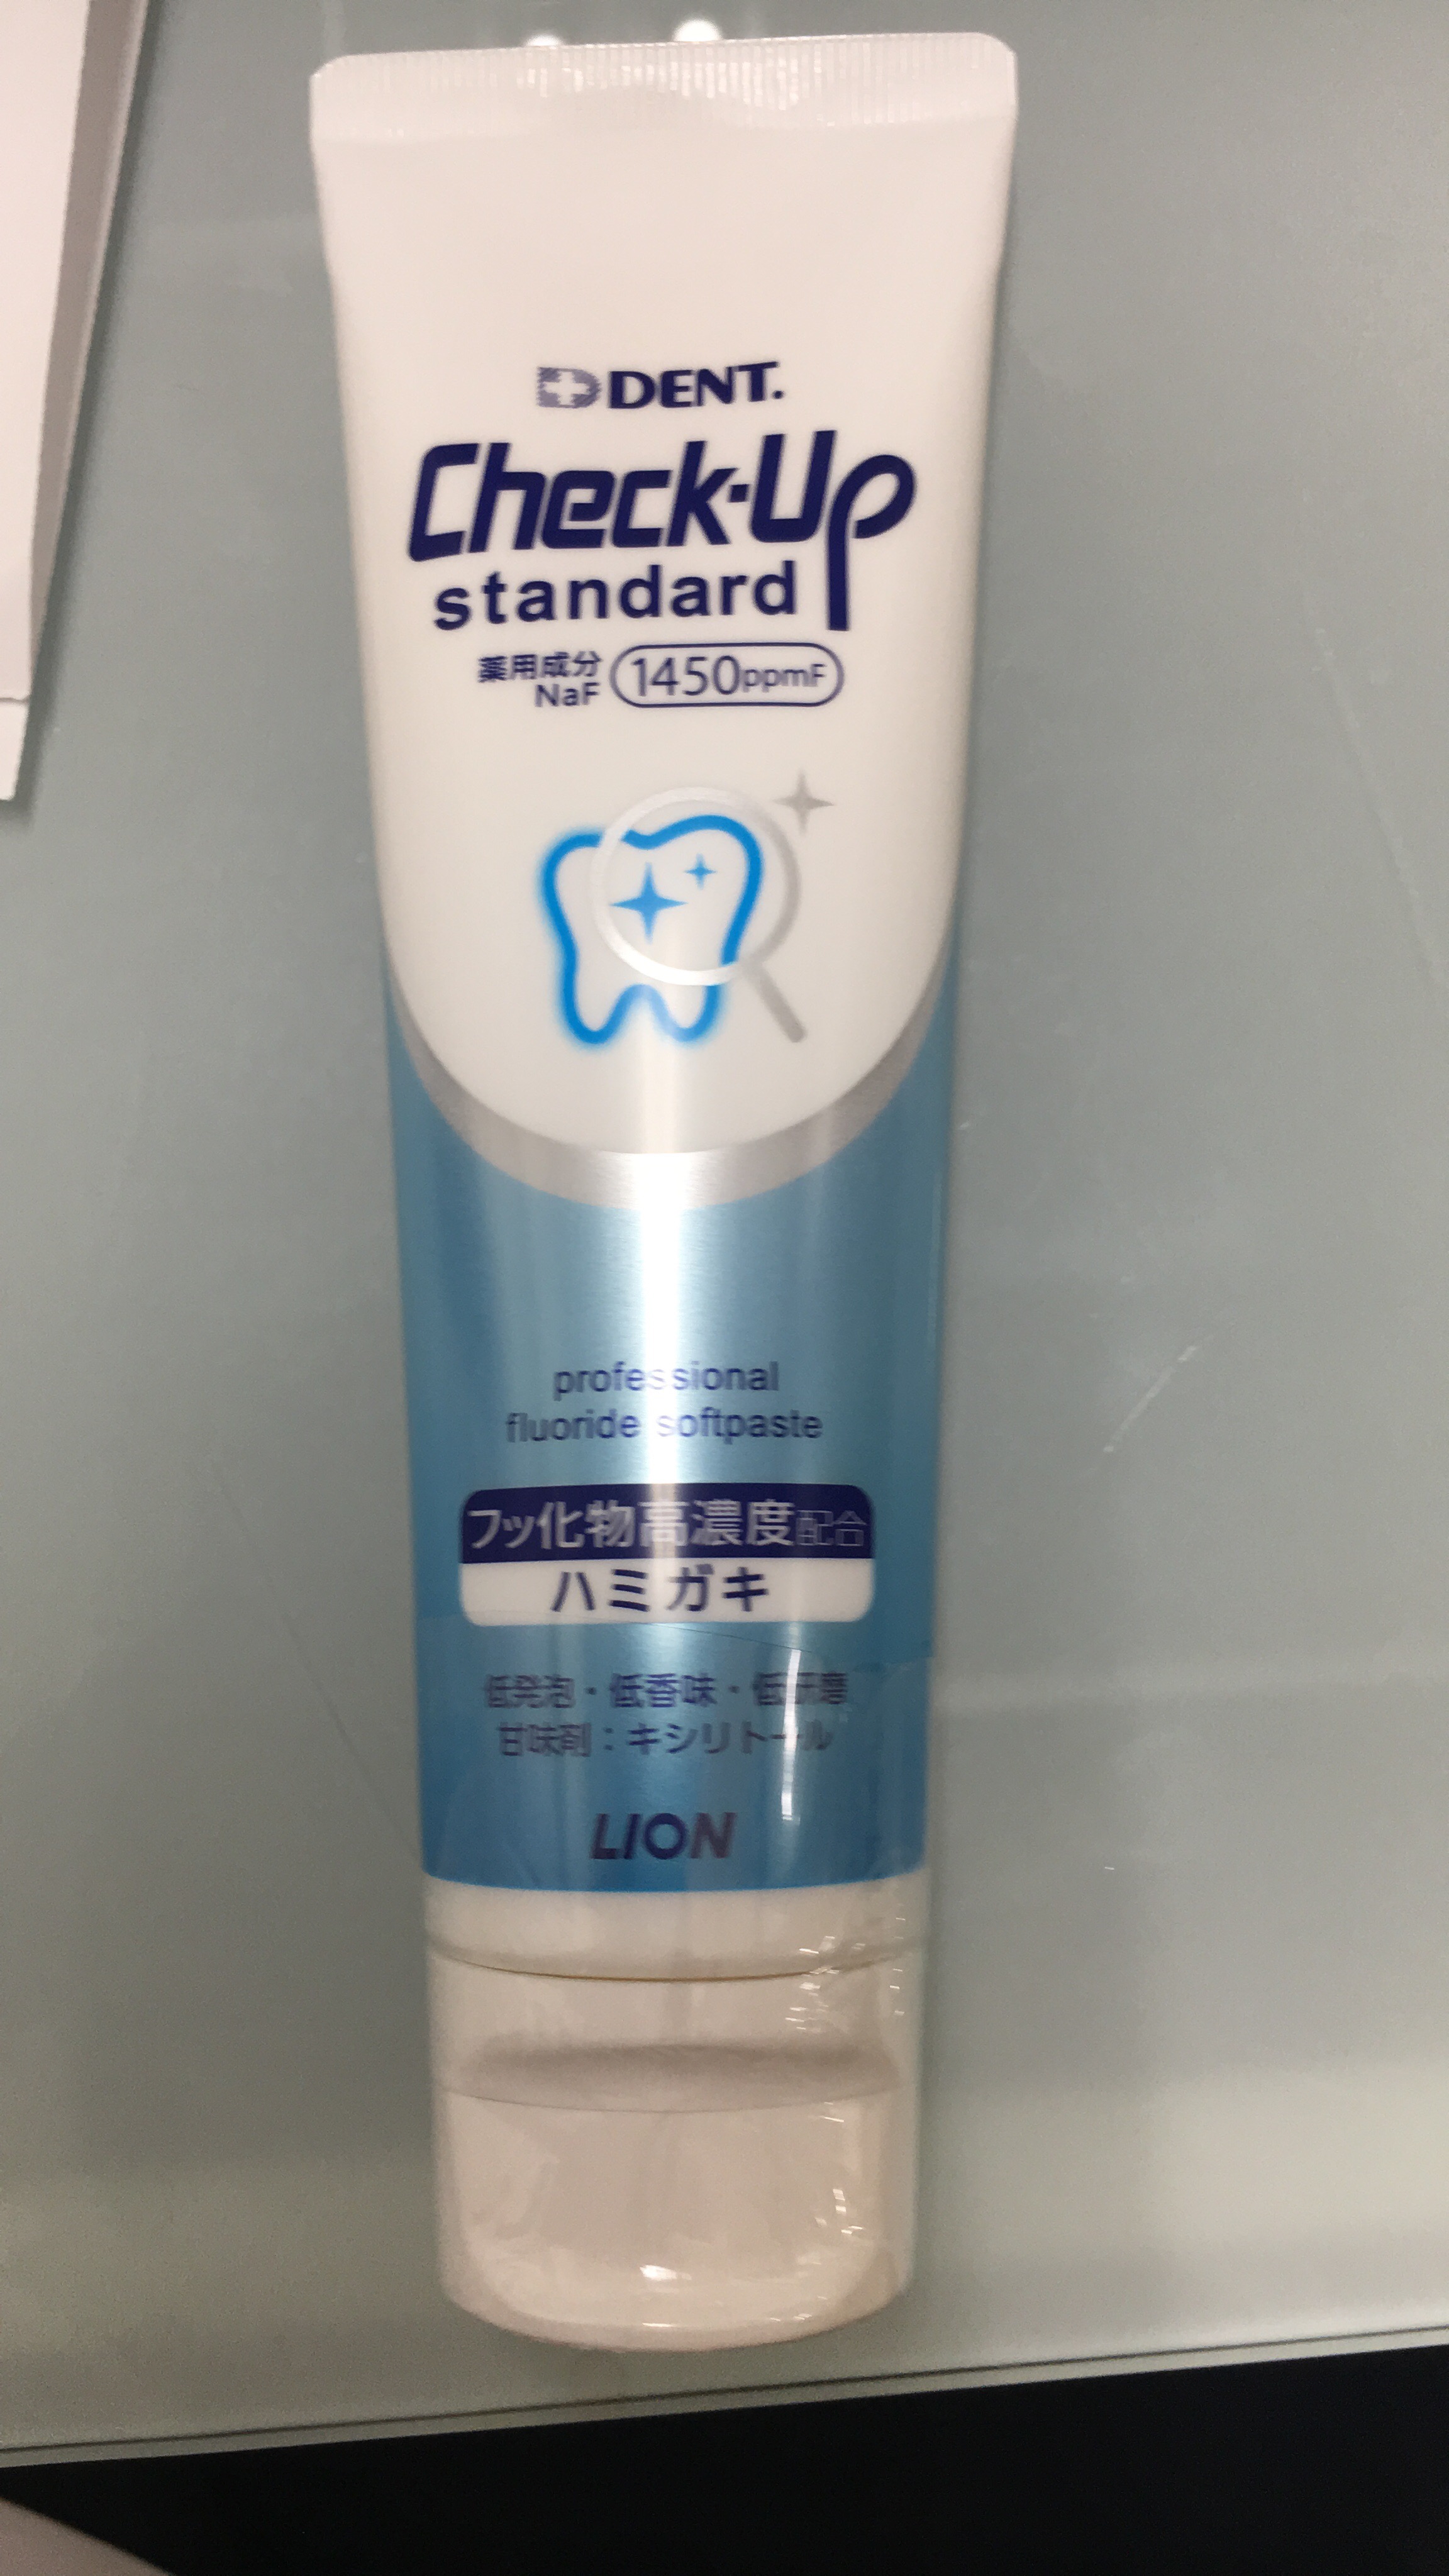 DENT.
Check-Up
standard
薬用成分
NaF 1450ppmF
professional
fluoride softpaste
フッ化物高濃度配合
ハミガキ
低発泡・低香味・低研磨
甘味剤：キシリトール
LION